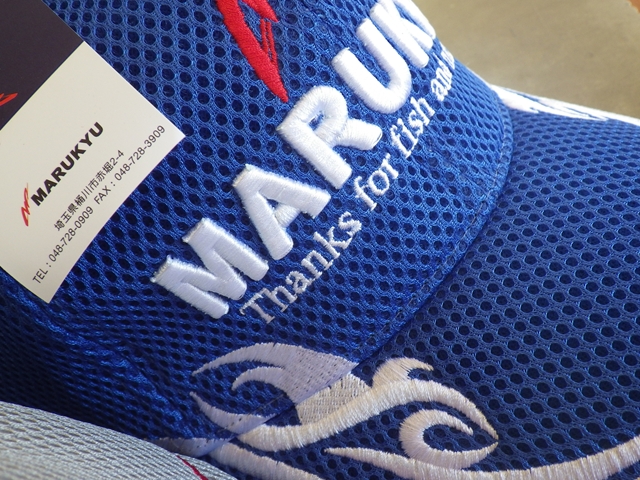 MARUKYU
埼玉県桶川市赤堀2-4
TEL : 048-728-0909 FAX : 048-728-3909
MARUK
Thanks for fish and